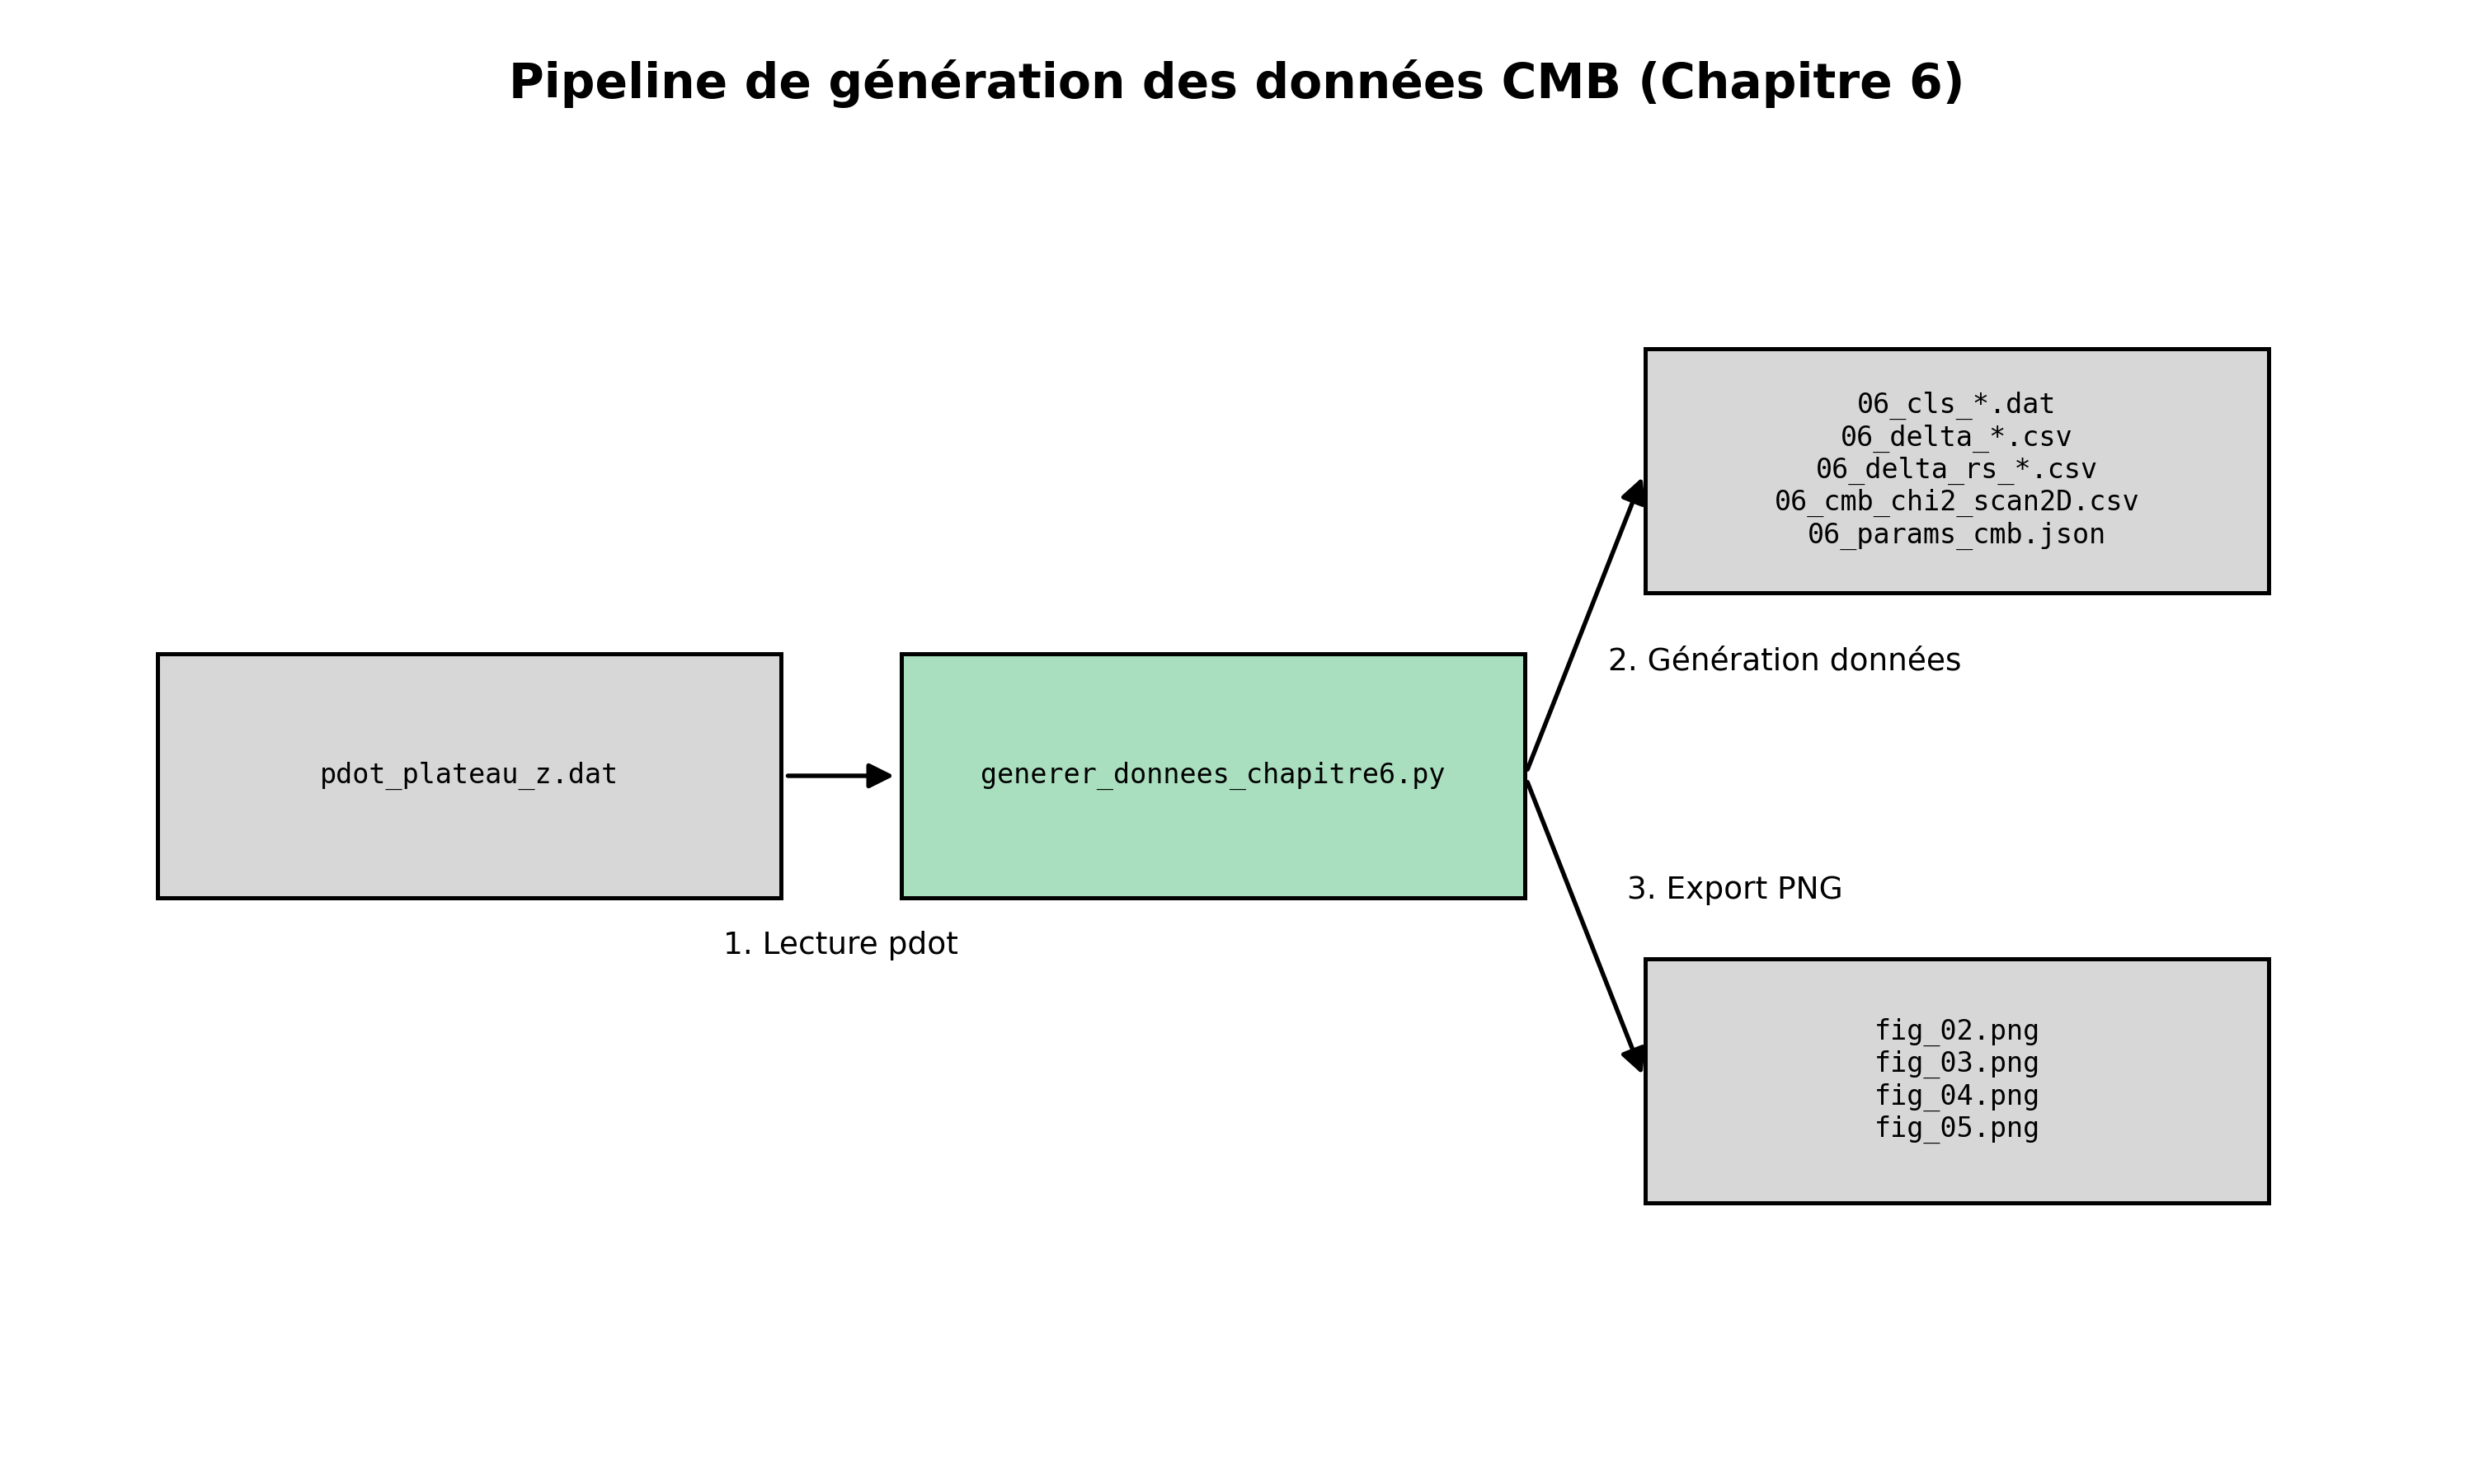 Pipeline de génération des données CMB (Chapitre 6)
pdot_plateau_z.dat
1. Lecture pdot
generer_donnees_chapitre6.py
06_cls_*.dat
06_delta_*.csv
06_delta_rs_*.csv
06_cmb_chi2_scan2D.csv
06_params_cmb.json
2. Génération données
3. Export PNG
fig_02.png
fig_03.png
fig_04.png
fig_05.png